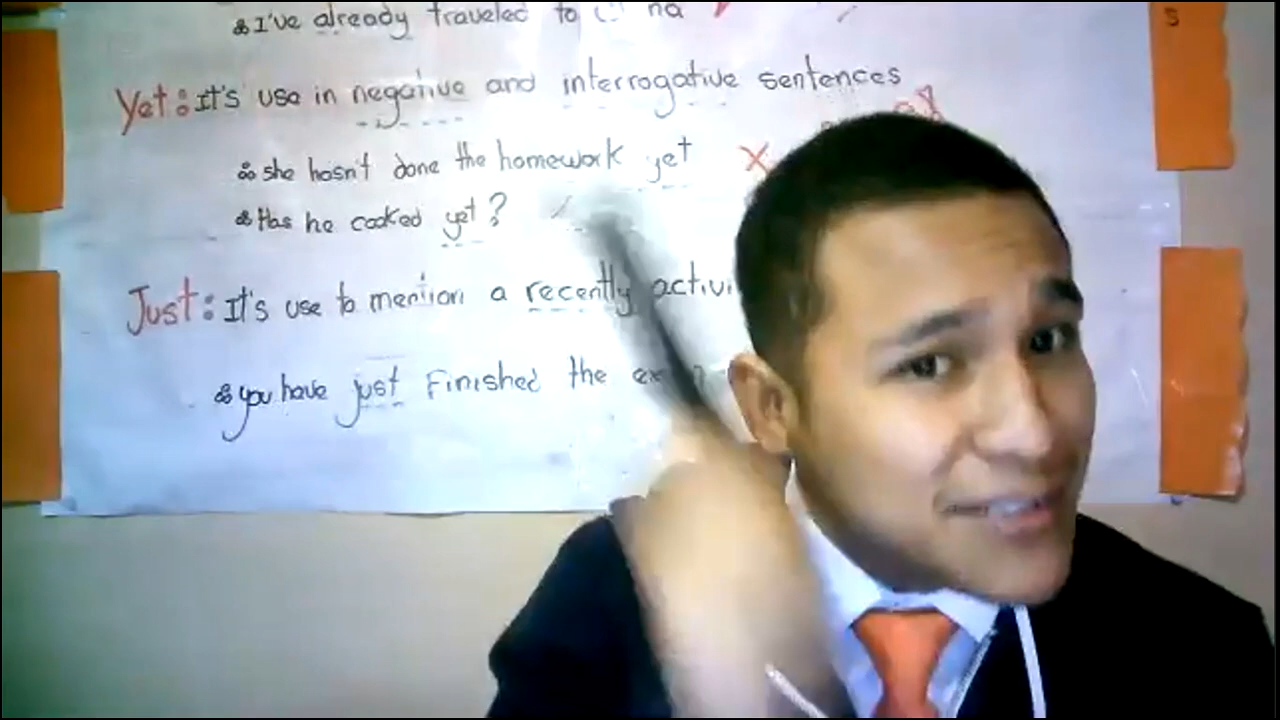 I've already traveled to
Yet: It's use in negative and interrogative sentences
she hasn't done the homework yet X
Has he cooked yet?
Just: It's use to mention a recently
you have just Finished the